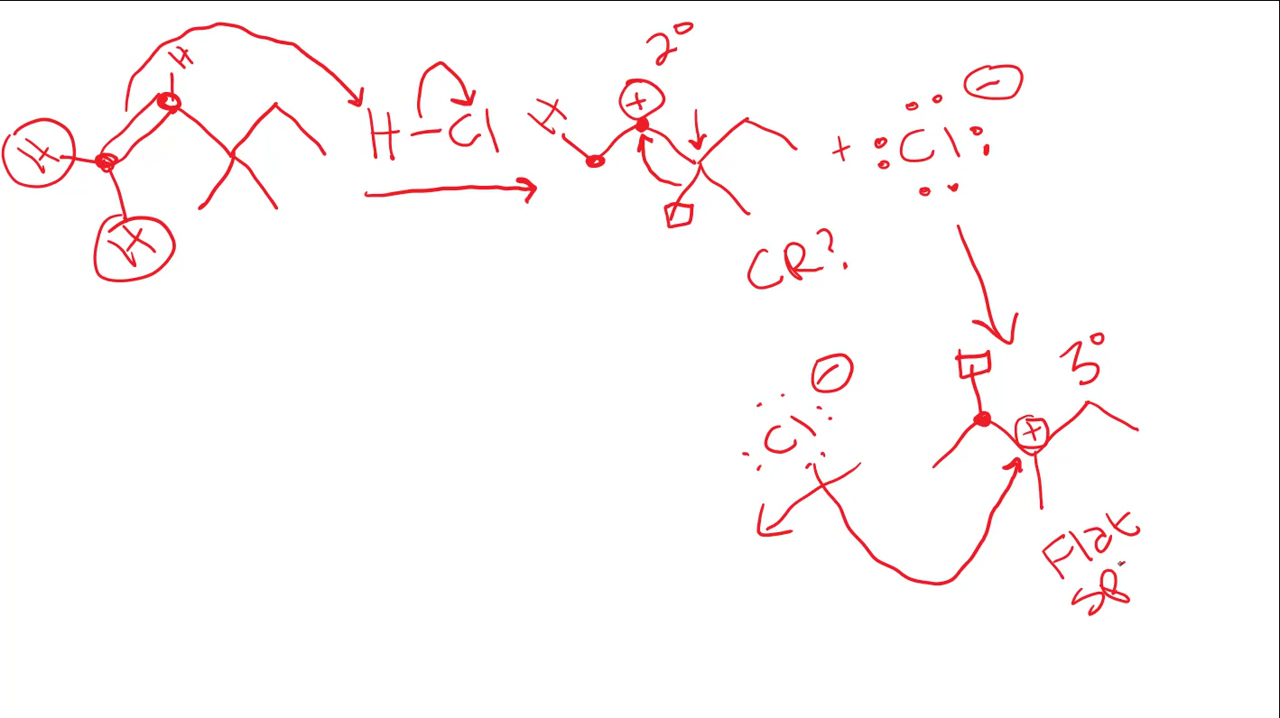 H
H
H
H-Cl
H
+
2°
+ Cl -
CR?
Cl -
+
3°
Flat
sp